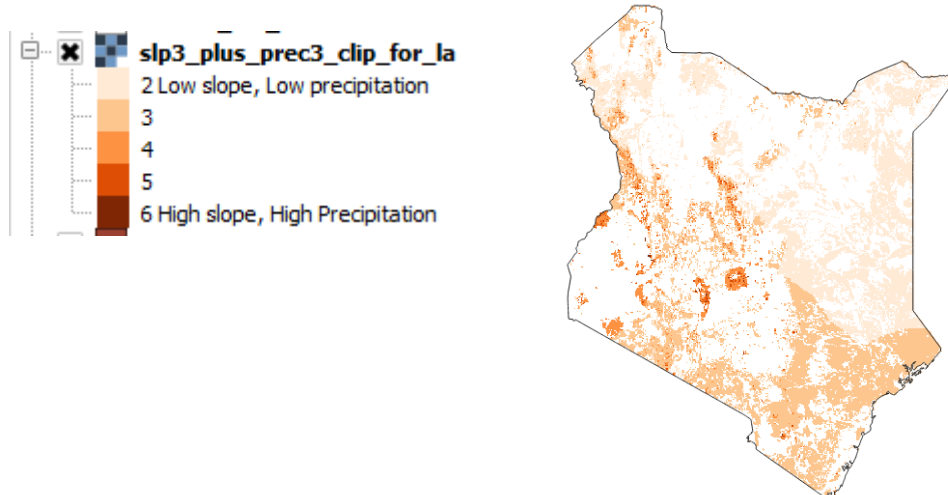 slp3_plus_prec3_clip_for_la
2 Low slope, Low precipitation
3
4
5
6 High slope, High Precipitation